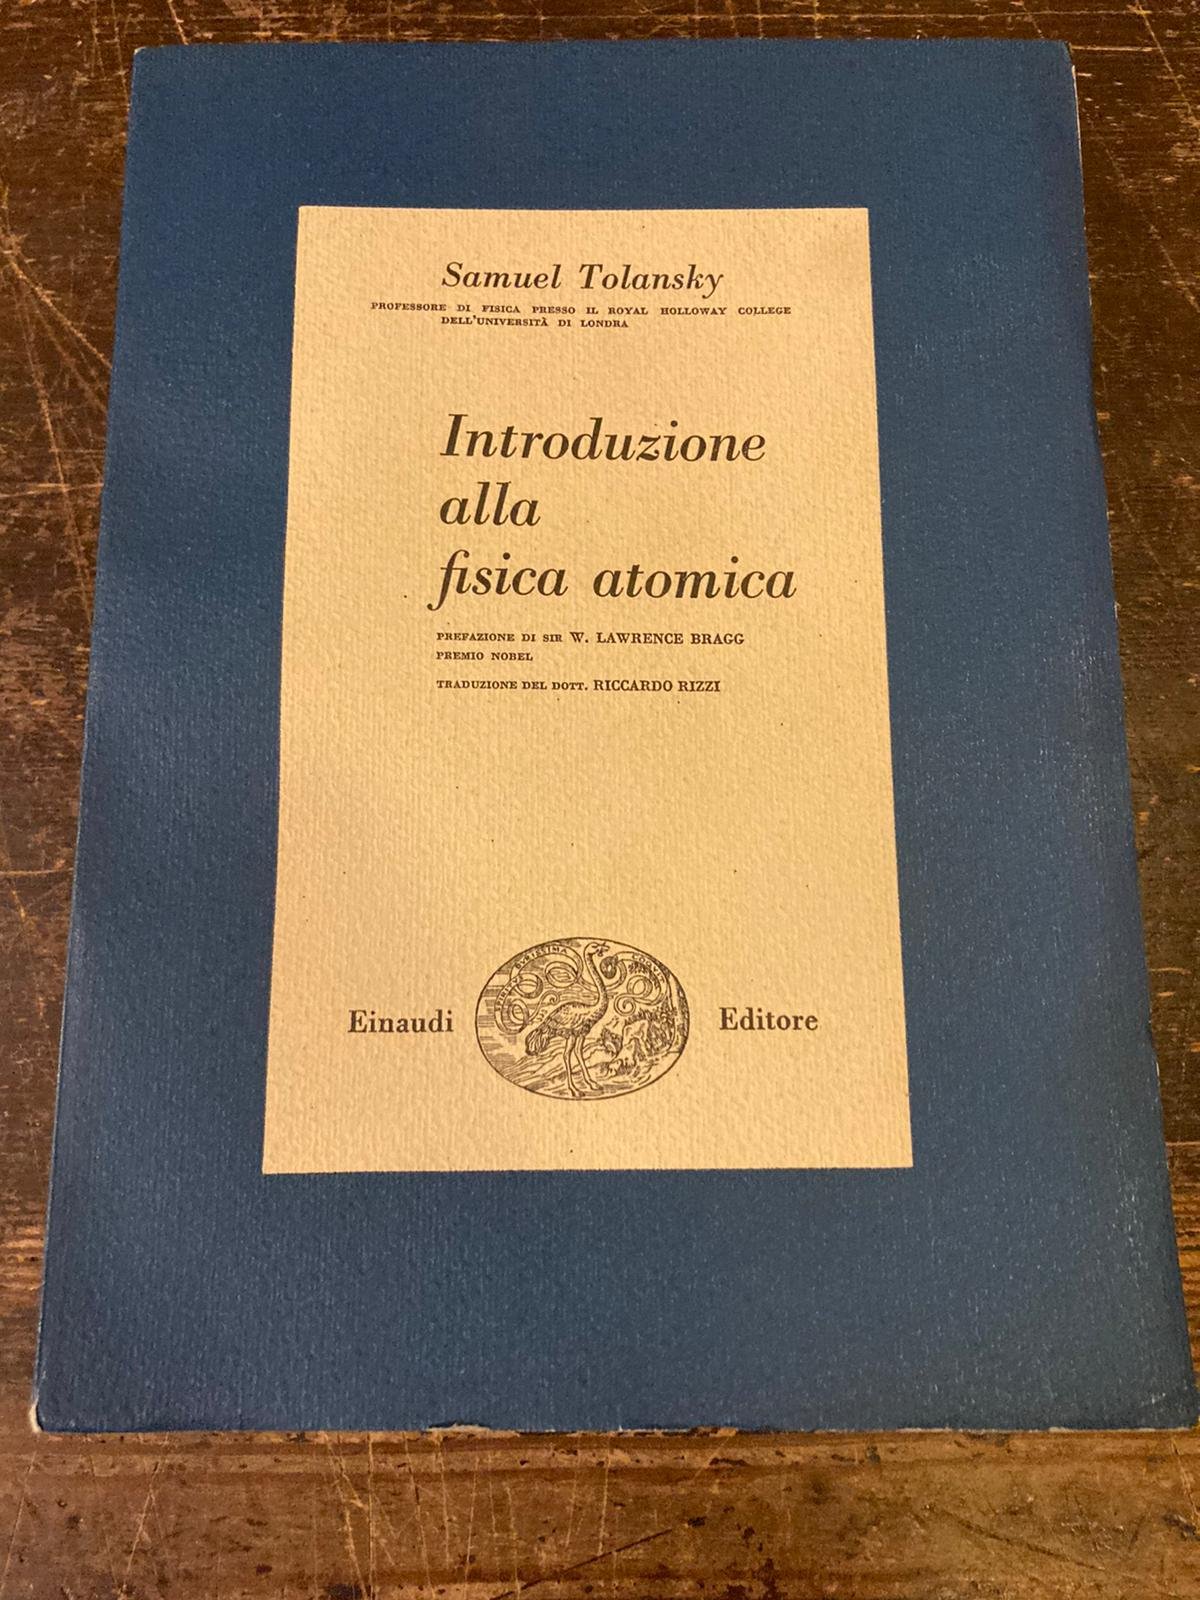 Samuel Tolansky
PROFESSORE DI FISICA PRESSO IL ROYAL HOLLOWAY COLLEGE
DELL'UNIVERSITÀ DI LONDRA
Introduzione
alla
fisica atomica
PREFAZIONE DI SIR W. LAWRENCE BRAGG
PREMIO NOBEL
TRADUZIONE DEL DOTT. RICCARDO RIZZI
DVRISSIMA
Einaudi
Editore